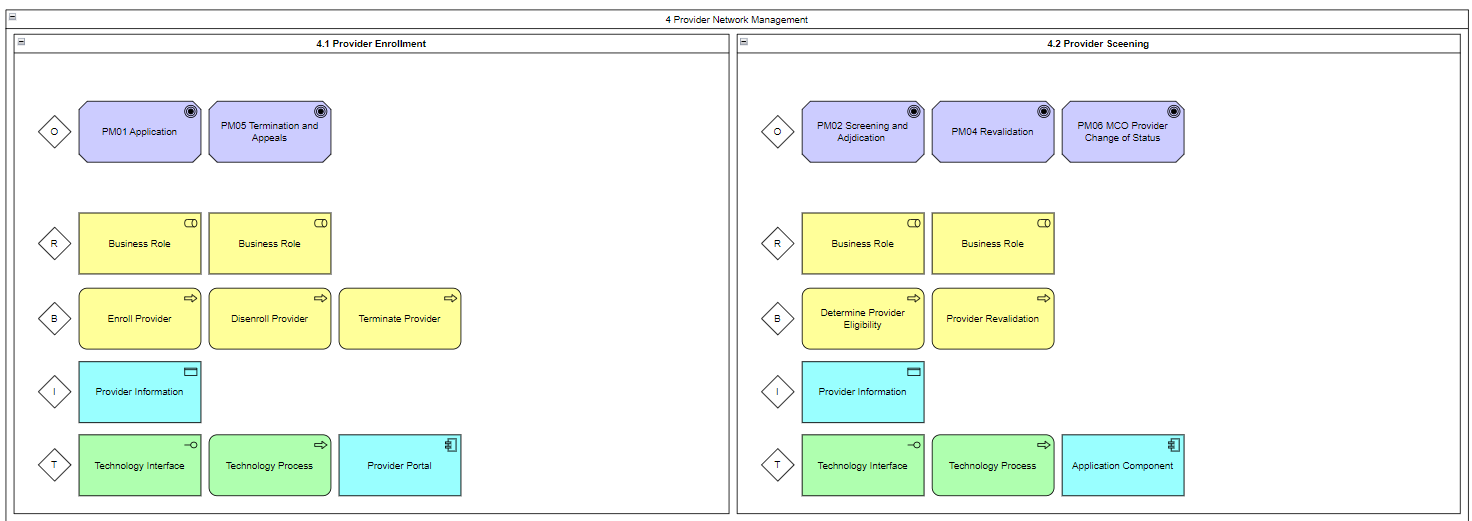 4 Provider Network Management
4.1 Provider Enrollment
4.2 Provider Sceening
O
PM01 Application
PM05 Termination and
Appeals
O
PM02 Screening and
Adjdication
PM04 Revalidation
PM06 MCO Provider
Change of Status
R
Business Role
Business Role
R
Business Role
Business Role
B
Enroll Provider
Disenroll Provider
Terminate Provider
B
Determine Provider
Eligibility
Provider Revalidation
I
Provider Information
I
Provider Information
T
Technology Interface
Technology Process
Provider Portal
T
Technology Interface
Technology Process
Application Component